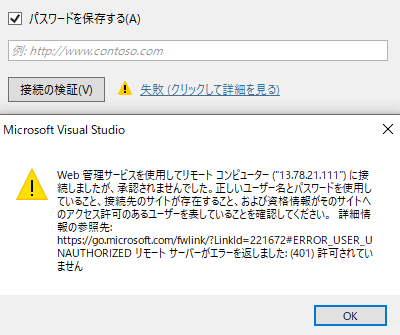 パスワードを保存する(A)
例: http://www.contoso.com
接続の検証(V)
失敗 (クリックして詳細を見る)
Microsoft Visual Studio
Web 管理サービスを使用してリモート コンピューター ("13.78.21.111") に接
続しましたが、承認されませんでした。正しいユーザー名とパスワードを使用し
ていること、接続先のサイトが存在すること、および資格情報がそのサイトへ
のアクセス許可のあるユーザーを表していることを確認してください。 詳細情
報の参照先:
https://go.microsoft.com/fwlink/?LinkId=221672#ERROR_USER_U
NAUTHORIZED リモート サーバーがエラーを返しました: (401) 許可されてい
ません
OK